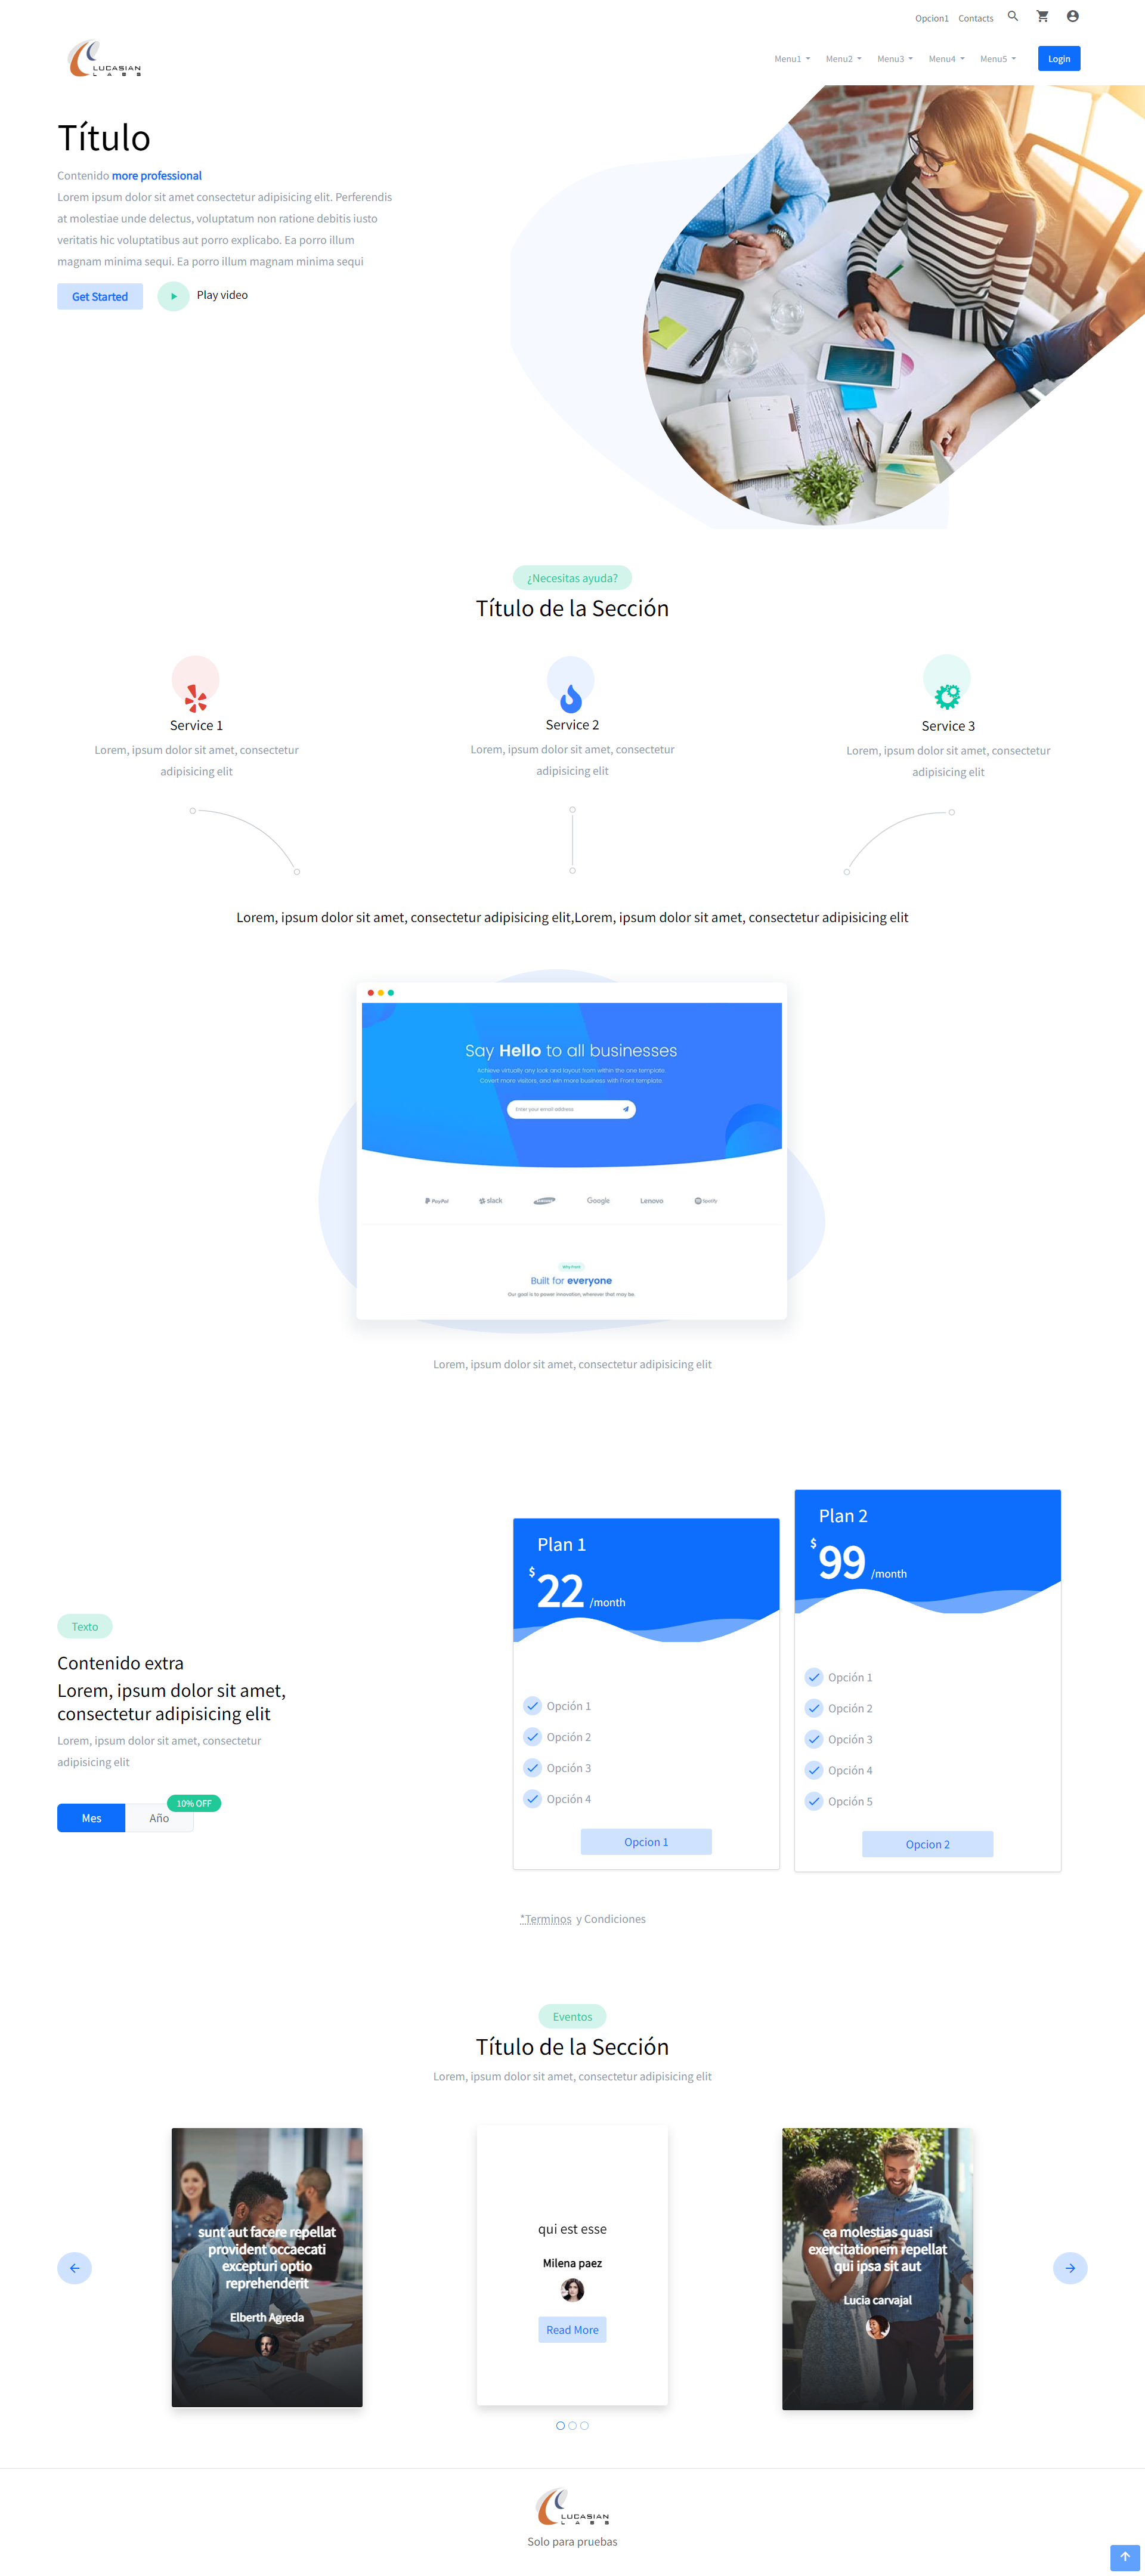 Opcion1 Contacts
LUCASIAN
LABS
Menu1 Menu2 Menu3 Menu4 Menu5 Login
Título
Contenido more professional
Lorem ipsum dolor sit amet consectetur adipisicing elit. Perferendis
at molestiae unde delectus, voluptatum non ratione debitis iusto
veritatis hic voluptatibus aut porro explicabo. Ea porro illum
magnam minima sequi. Ea porro illum magnam minima sequi
Get Started Play video
¿Necesitas ayuda?
Título de la Sección
Service 1
Lorem, ipsum dolor sit amet, consectetur
adipisicing elit
Service 2
Lorem, ipsum dolor sit amet, consectetur
adipisicing elit
Service 3
Lorem, ipsum dolor sit amet, consectetur
adipisicing elit
Lorem, ipsum dolor sit amet, consectetur adipisicing elit,Lorem, ipsum dolor sit amet, consectetur adipisicing elit
Say Hello to all businesses
Achieve virtually any look and layout from within the one template.
Covert more visitors, and win more business with Front template.
Enter your email address
PayPal slack SAMSUNG Google Lenovo Spotify
Why Front
Built for everyone
Our goal is to power innovation, wherever that may be.
Lorem, ipsum dolor sit amet, consectetur adipisicing elit
Texto
Contenido extra
Lorem, ipsum dolor sit amet,
consectetur adipisicing elit
Lorem, ipsum dolor sit amet, consectetur
adipisicing elit
10% OFF
Mes Año
Plan 1
$22 /month
Opción 1
Opción 2
Opción 3
Opción 4
Opcion 1
Plan 2
$99 /month
Opción 1
Opción 2
Opción 3
Opción 4
Opción 5
Opcion 2
*Terminos y Condiciones
Eventos
Título de la Sección
Lorem, ipsum dolor sit amet, consectetur adipisicing elit
sunt aut facere repellat
provident occaecati
excepturi optio
reprehenderit
Elberth Agreda
qui est esse
Milena paez
Read More
ea molestias quasi
exercitationem repellat
qui ipsa sit aut
Lucia carvajal
LUCASIAN
LABS
Solo para pruebas